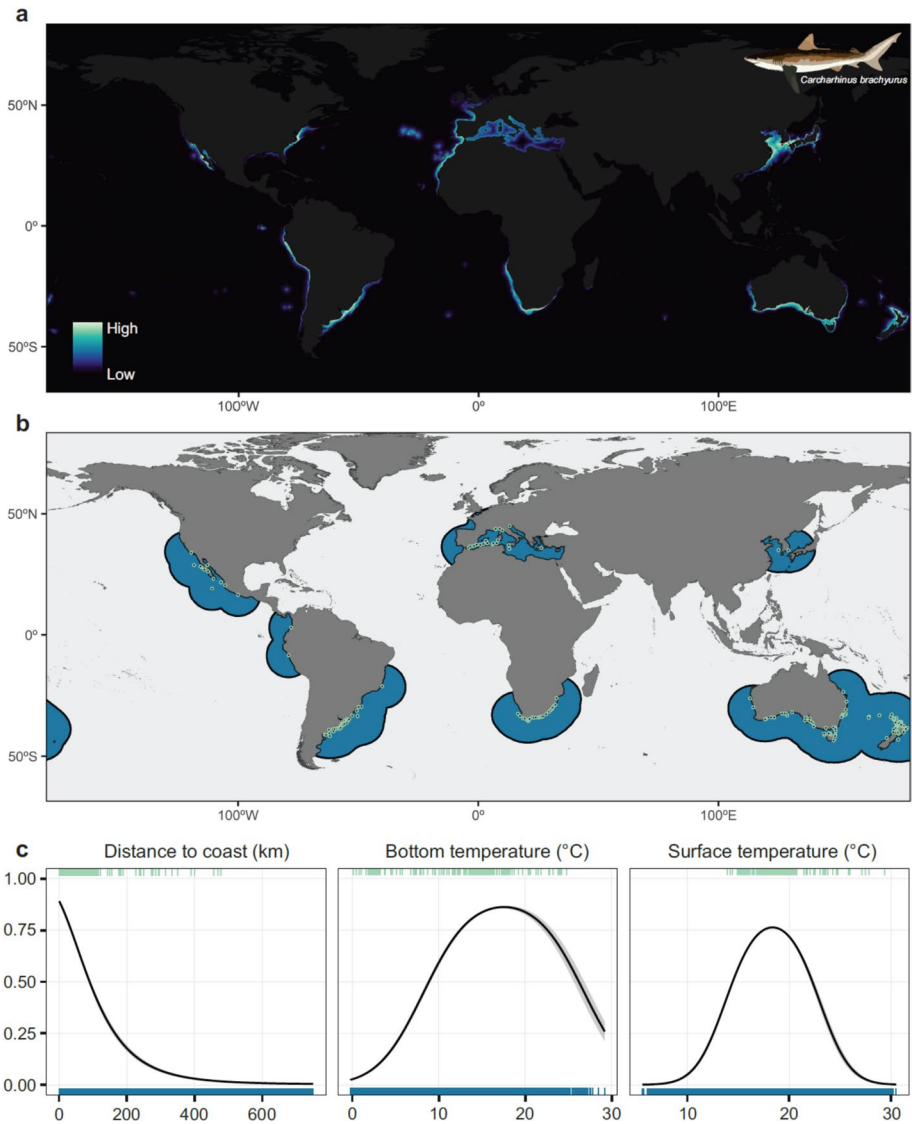 a
Carcharhinus brachyurus
50ºN
0º
50ºS
High
Low
100ºW 0º 100ºE
b
50ºN
0º
50ºS
100ºW 0º 100ºE
c Distance to coast (km) Bottom temperature (°C) Surface temperature (°C)
1.00
0.75
0.50
0.25
0.00
0 200 400 600 0 10 20 30 10 20 30